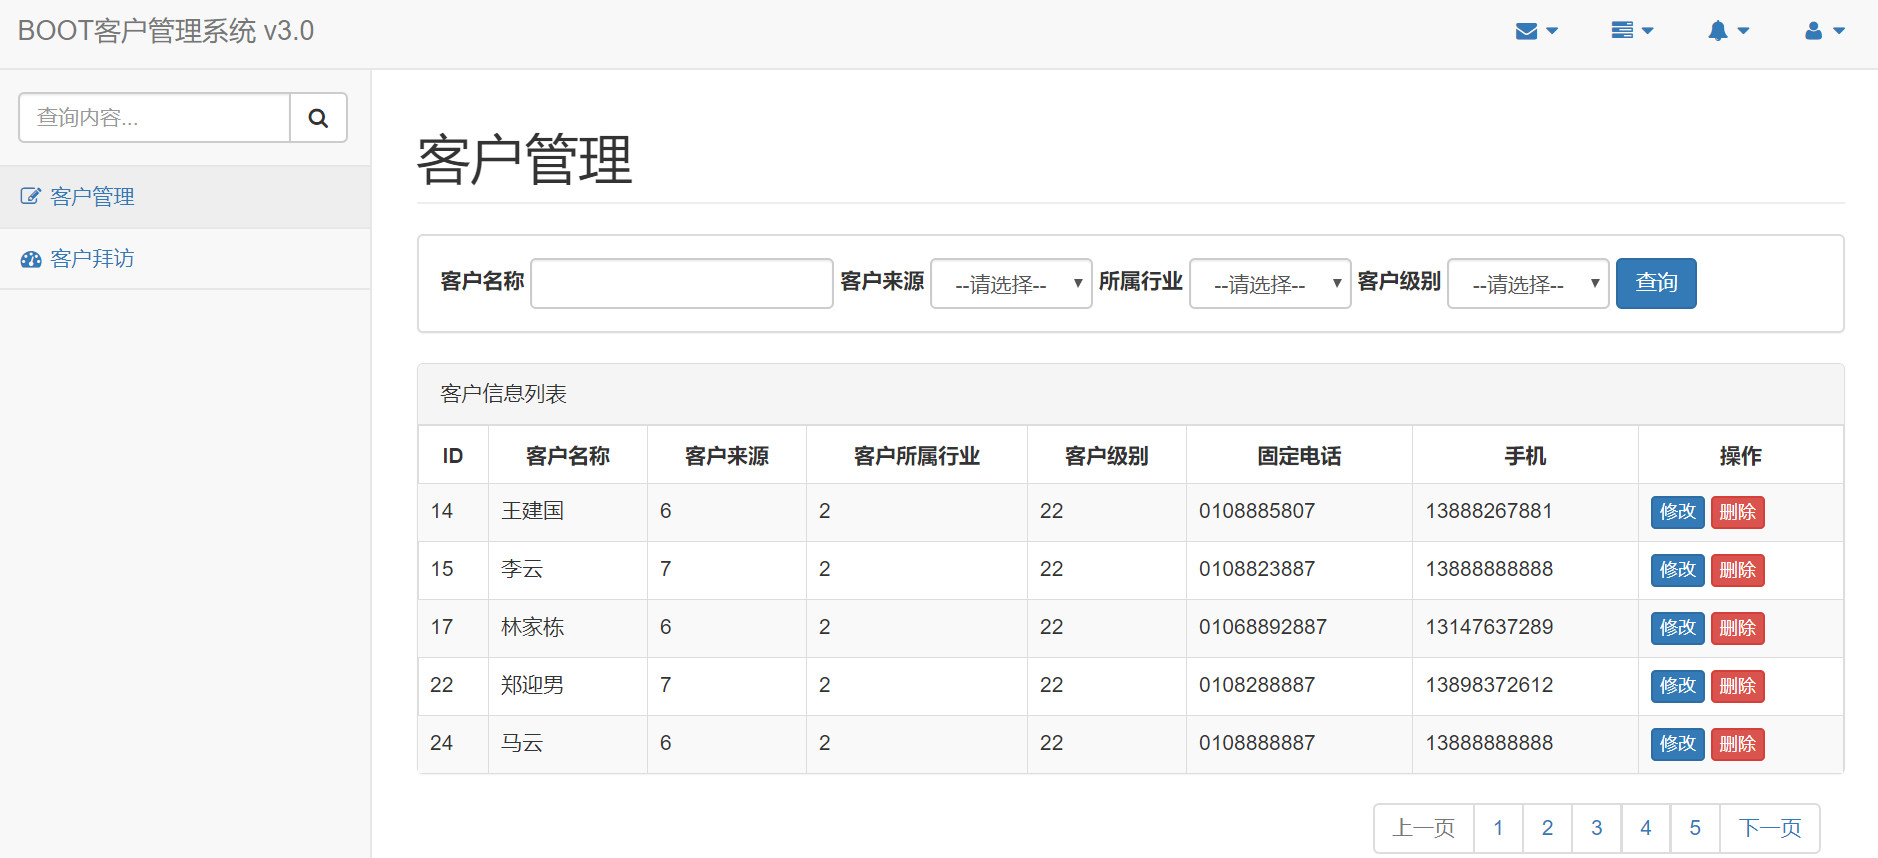 BOOT客户管理系统 v3.0
查询内容...
客户管理
客户拜访
客户管理
客户名称 客户来源 --请选择-- 所属行业 --请选择-- 客户级别 --请选择-- 查询
客户信息列表
ID 客户名称 客户来源 客户所属行业 客户级别 固定电话 手机 操作
14 王建国 6 2 22 0108885807 13888267881 修改 删除
15 李云 7 2 22 0108823887 13888888888 修改 删除
17 林家栋 6 2 22 01068892887 13147637289 修改 删除
22 郑迎男 7 2 22 0108288887 13898372612 修改 删除
24 马云 6 2 22 0108888887 13888888888 修改 删除
上一页 1 2 3 4 5 下一页